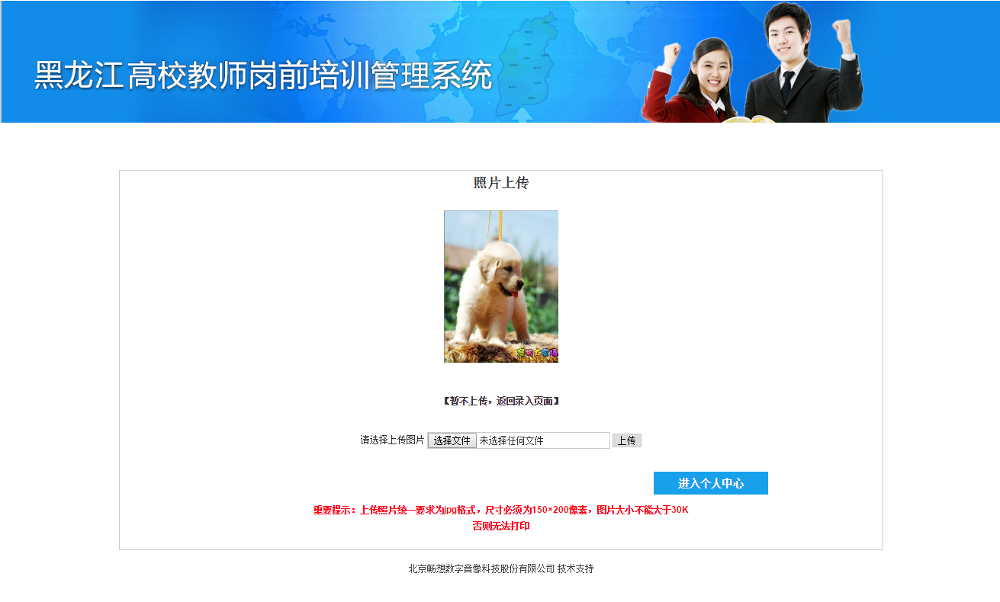 黑龙江高校教师岗前培训管理系统
照片上传
宠物大卖场
【暂不上传，返回录入页面】
请选择上传图片 选择文件 未选择任何文件 上传
进入个人中心
重要提示：上传照片统一要求为jpg格式，尺寸必须为150×200像素，图片大小不能大于30K
否则无法打印
北京畅想数字音像科技股份有限公司 技术支持